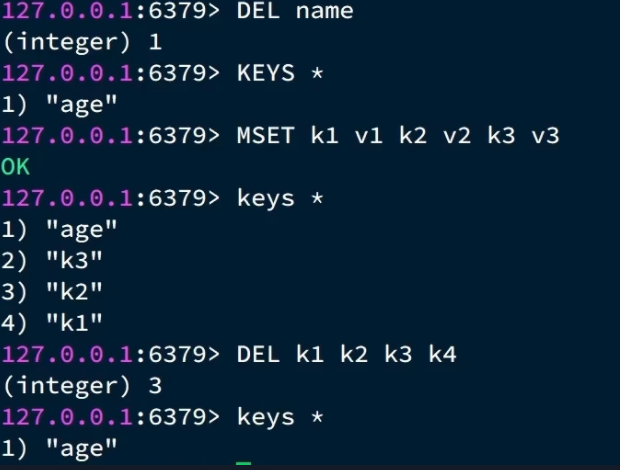 127.0.0.1:6379> DEL name
(integer) 1
127.0.0.1:6379> KEYS *
1) "age"
127.0.0.1:6379> MSET k1 v1 k2 v2 k3 v3
OK
127.0.0.1:6379> keys *
1) "age"
2) "k3"
3) "k2"
4) "k1"
127.0.0.1:6379> DEL k1 k2 k3 k4
(integer) 3
127.0.0.1:6379> keys *
1) "age"